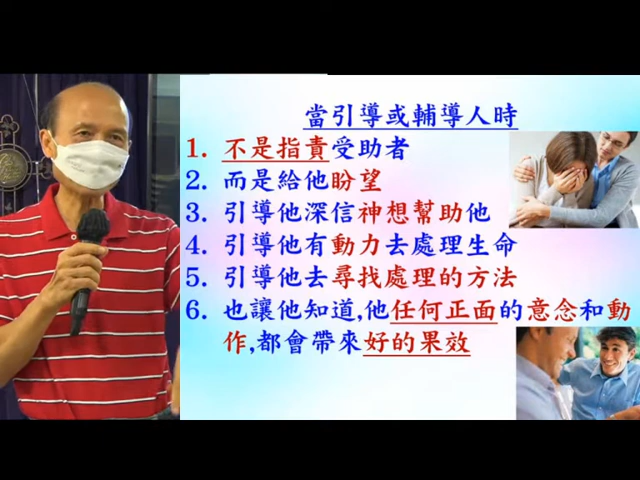 當引導或輔導人時
1. 不是指責受助者
2. 而是給他盼望
3. 引導他深信神想幫助他
4. 引導他有動力去處理生命
5. 引導他去尋找處理的方法
6. 也讓他知道,他任何正面的意念和動
作,都會帶來好的果效